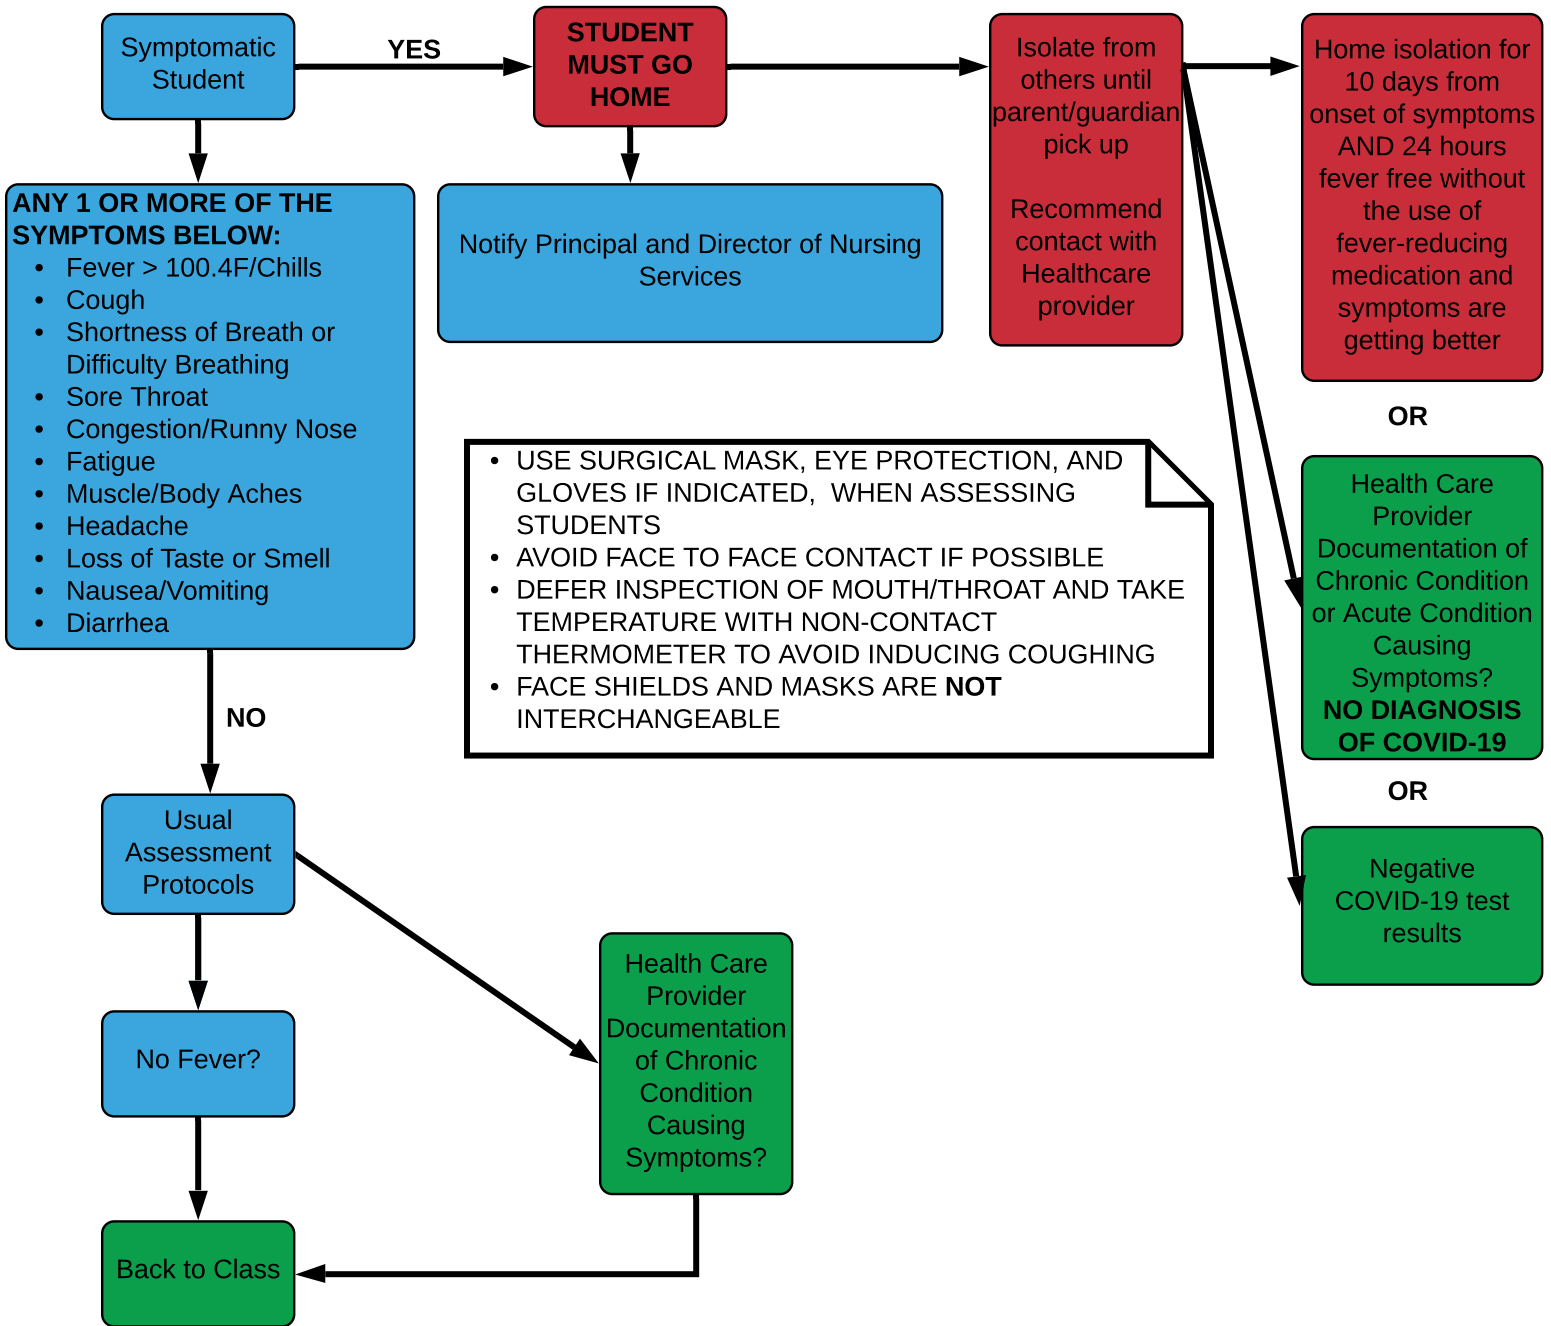 Symptomatic
Student
YES
STUDENT
MUST GO
HOME
Isolate from
others until
parent/guardian
pick up
Recommend
contact with
Healthcare
provider
Home isolation for
10 days from
onset of symptoms
AND 24 hours
fever free without
the use of
fever-reducing
medication and
symptoms are
getting better
ANY 1 OR MORE OF THE
SYMPTOMS BELOW:
• Fever > 100.4F/Chills
• Cough
• Shortness of Breath or
Difficulty Breathing
• Sore Throat
• Congestion/Runny Nose
• Fatigue
• Muscle/Body Aches
• Headache
• Loss of Taste or Smell
• Nausea/Vomiting
• Diarrhea
Notify Principal and Director of Nursing
Services
OR
• USE SURGICAL MASK, EYE PROTECTION, AND
GLOVES IF INDICATED,  WHEN ASSESSING
STUDENTS
• AVOID FACE TO FACE CONTACT IF POSSIBLE
• DEFER INSPECTION OF MOUTH/THROAT AND TAKE
TEMPERATURE WITH NON-CONTACT
THERMOMETER TO AVOID INDUCING COUGHING
• FACE SHIELDS AND MASKS ARE NOT
INTERCHANGEABLE
Health Care
Provider
Documentation of
Chronic Condition
or Acute Condition
Causing
Symptoms?
NO DIAGNOSIS
OF COVID-19
NO
OR
Usual
Assessment
Protocols
Negative
COVID-19 test
results
Health Care
Provider
Documentation
of Chronic
Condition
Causing
Symptoms?
No Fever?
Back to Class